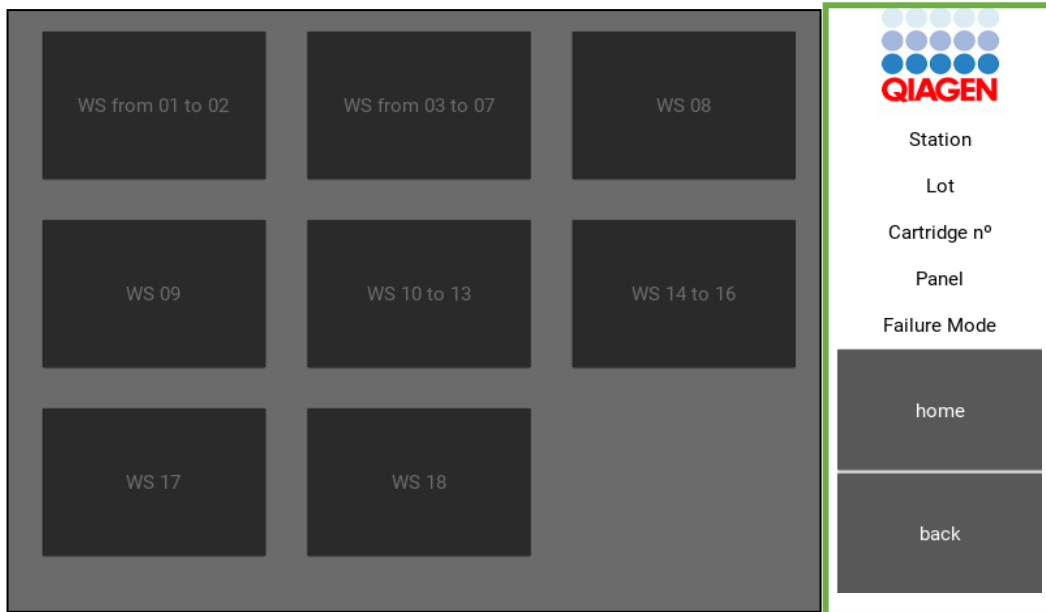 WS from 01 to 02
WS from 03 to 07
WS 08
WS 09
WS 10 to 13
WS 14 to 16
WS 17
WS 18
QIAGEN
Station
Lot
Cartridge nº
Panel
Failure Mode
home
back